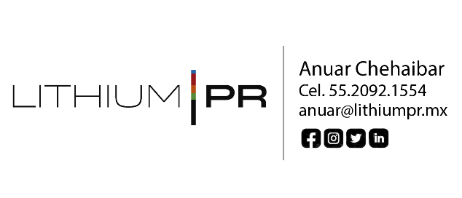 LITHIUM PR
Anuar Chehaibar
Cel. 55.2092.1554
anuar@lithiumpr.mx